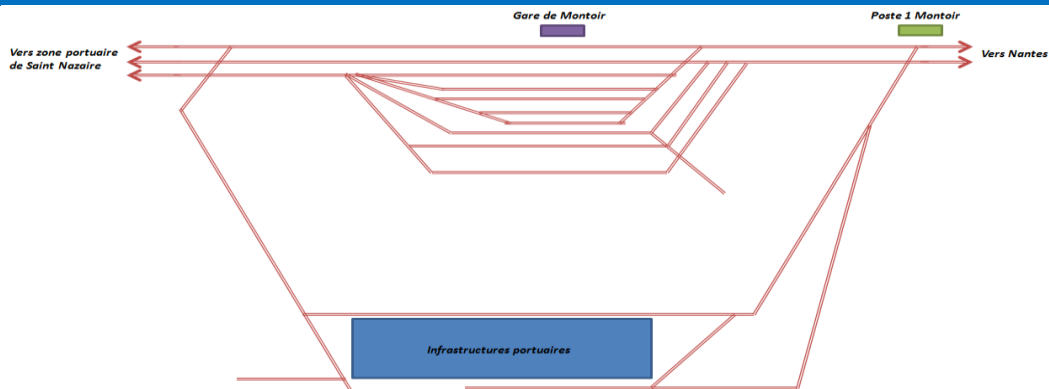 Gare de Montoir
Poste 1 Montoir
Vers zone portuaire
de Saint Nazaire
Vers Nantes
Infrastructures portuaires